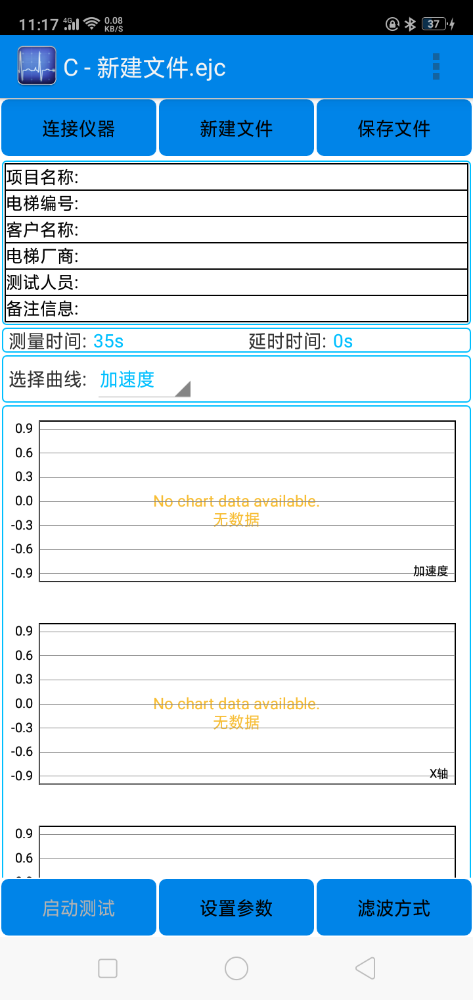 11:17 4G 0.08 KB/S 37
C - 新建文件.ejc
连接仪器 新建文件 保存文件
项目名称:
电梯编号:
客户名称:
电梯厂商:
测试人员:
备注信息:
测量时间: 35s 延时时间: 0s
选择曲线: 加速度
0.9
0.6
0.3
0.0
-0.3
-0.6
-0.9
No chart data available.
无数据
加速度
0.9
0.6
0.3
0.0
-0.3
-0.6
-0.9
No chart data available.
无数据
X轴
0.9
0.6
启动测试 设置参数 滤波方式